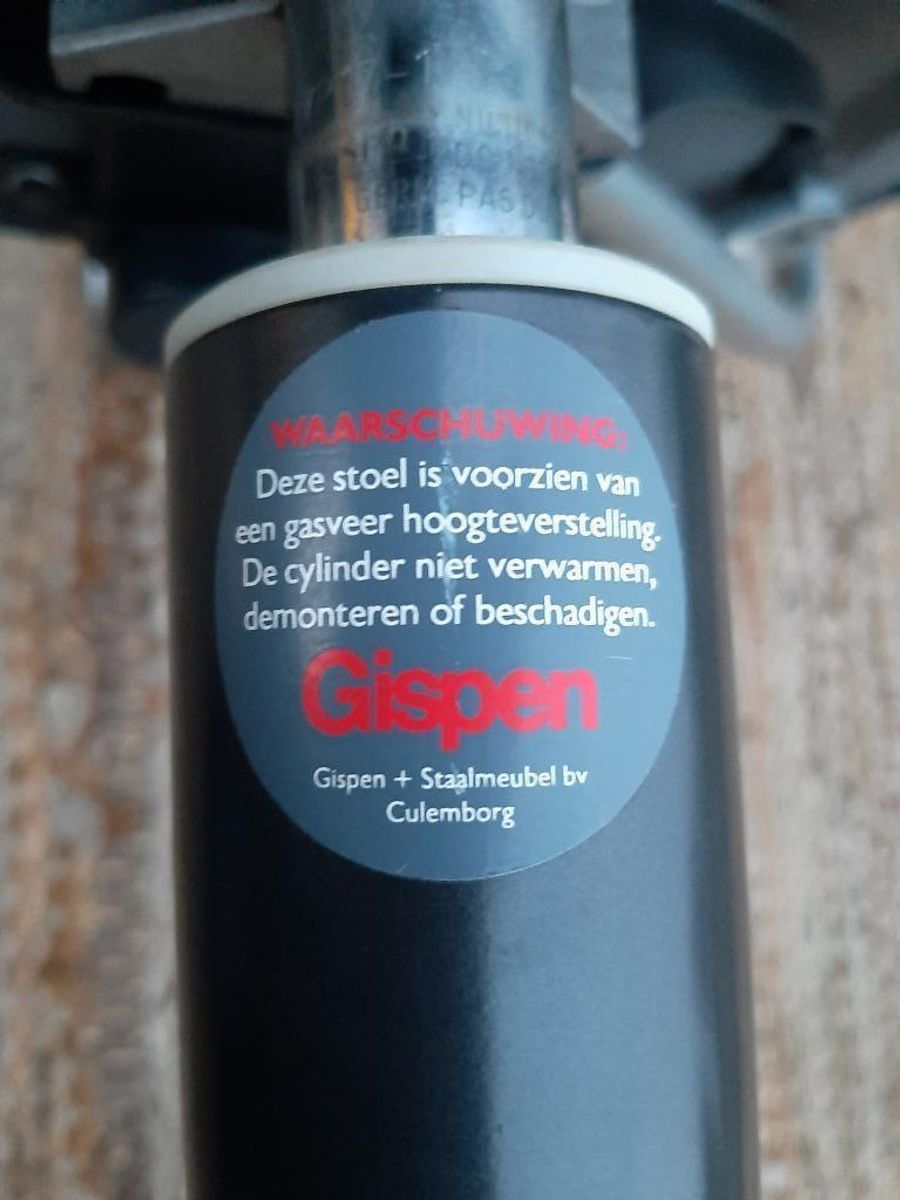 WAARSCHUWING:
Deze stoel is voorzien van
een gasveer hoogteverstelling.
De cylinder niet verwarmen,
demonteren of beschadigen.
Gispen
Gispen + Staalmeubel bv
Culemborg